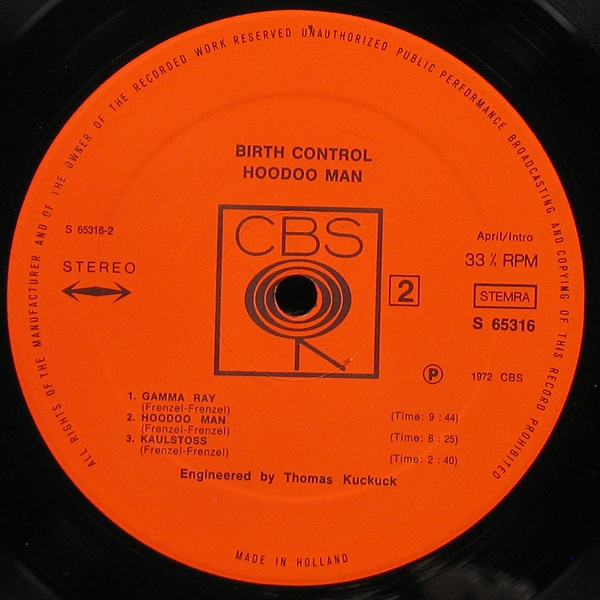 ALL RIGHTS OF THE MANUFACTURER AND OF THE OWNER OF THE RECORDED WORK RESERVED UNAUTHORIZED PUBLIC PERFORMANCE BROADCASTING AND COPYING OF THIS RECORD PROHIBITED
BIRTH CONTROL
HOODOO MAN
S 65316-2
STEREO
CBS
2
April/Intro
33 ⅓ RPM
STEMRA
S 65316
Ⓟ 1972 CBS
1. GAMMA RAY
(Frenzel-Frenzel) (Time: 9 : 44)
2. HOODOO MAN
(Frenzel-Frenzel) (Time: 8 : 25)
3. KAULSTOSS
(Frenzel-Frenzel) (Time: 2 : 40)
Engineered by Thomas Kuckuck
MADE IN HOLLAND